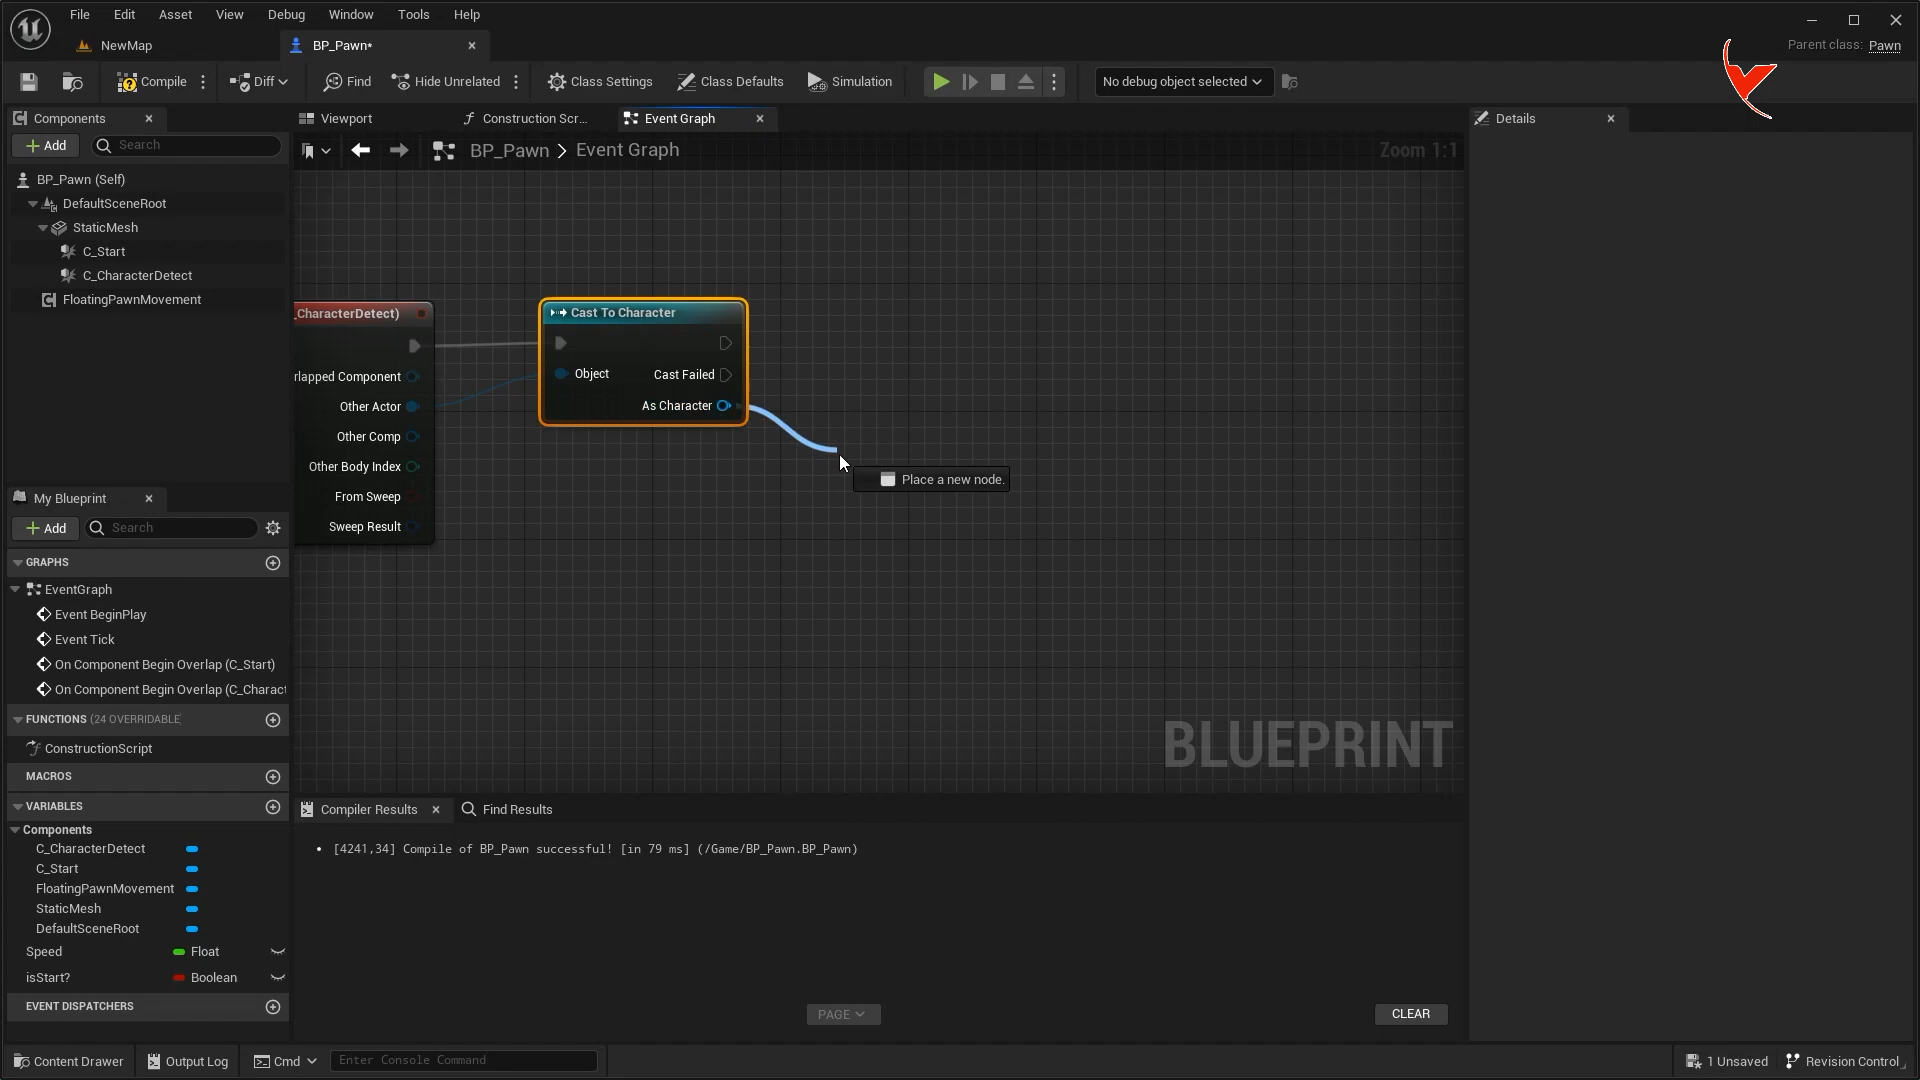 File Edit Asset View Debug Window Tools Help
NewMap
BP_Pawn*
Parent class: Pawn
Compile
Diff
Find
Hide Unrelated
Class Settings
Class Defaults
Simulation
No debug object selected
Components
Viewport
Construction Scr...
Event Graph
Details
Add
Search
BP_Pawn > Event Graph
Zoom 1:1
BP_Pawn (Self)
DefaultSceneRoot
StaticMesh
C_Start
C_CharacterDetect
FloatingPawnMovement
_CharacterDetect)
rlapped Component
Other Actor
Other Comp
Other Body Index
From Sweep
Sweep Result
Cast To Character
Object
Cast Failed
As Character
Place a new node.
BLUEPRINT
My Blueprint
Add
Search
GRAPHS
EventGraph
Event BeginPlay
Event Tick
On Component Begin Overlap (C_Start)
On Component Begin Overlap (C_Charact
FUNCTIONS (24 OVERRIDABLE
ConstructionScript
MACROS
VARIABLES
Components
C_CharacterDetect
C_Start
FloatingPawnMovement
StaticMesh
DefaultSceneRoot
Speed Float
isStart? Boolean
EVENT DISPATCHERS
Compiler Results
Find Results
[4241,34] Compile of BP_Pawn successful! [in 79 ms] (/Game/BP_Pawn.BP_Pawn)
PAGE
CLEAR
Content Drawer
Output Log
Cmd
Enter Console Command
1 Unsaved
Revision Control